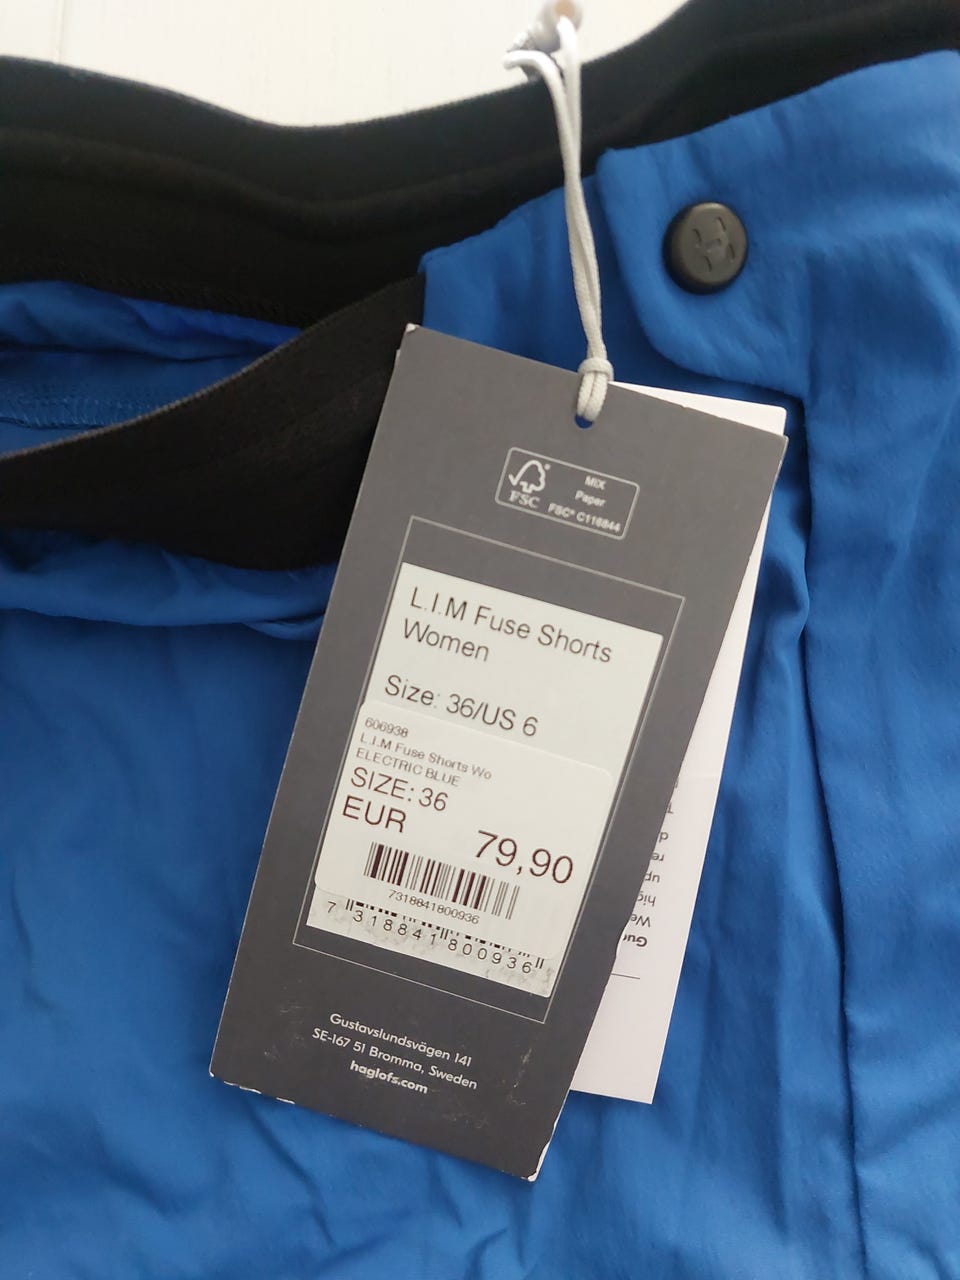 FSC
MIX
Paper
FSC® C116844
L.I.M Fuse Shorts
Women
Size: 36/US 6
606938
L.I.M Fuse Shorts Wo
ELECTRIC BLUE
SIZE: 36
EUR
79,90
7318841800936
7 318841 800936
Gustavslundsvägen 141
SE-167 51 Bromma, Sweden
haglofs.com